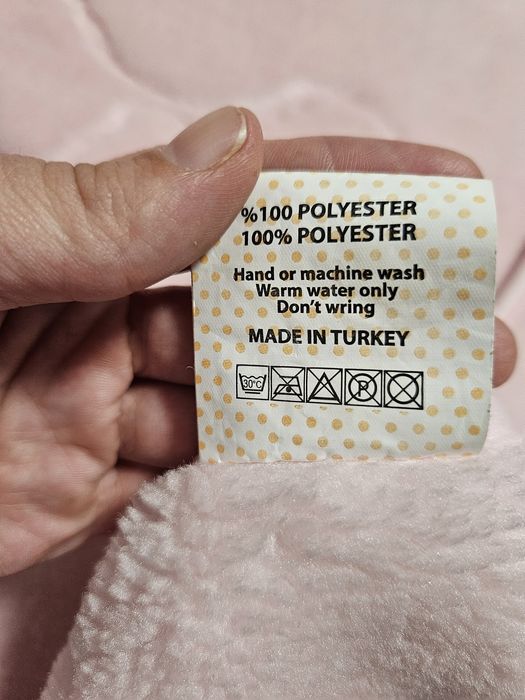 %100 POLYESTER
100% POLYESTER
Hand or machine wash
Warm water only
Don't wring
MADE IN TURKEY
30°C P